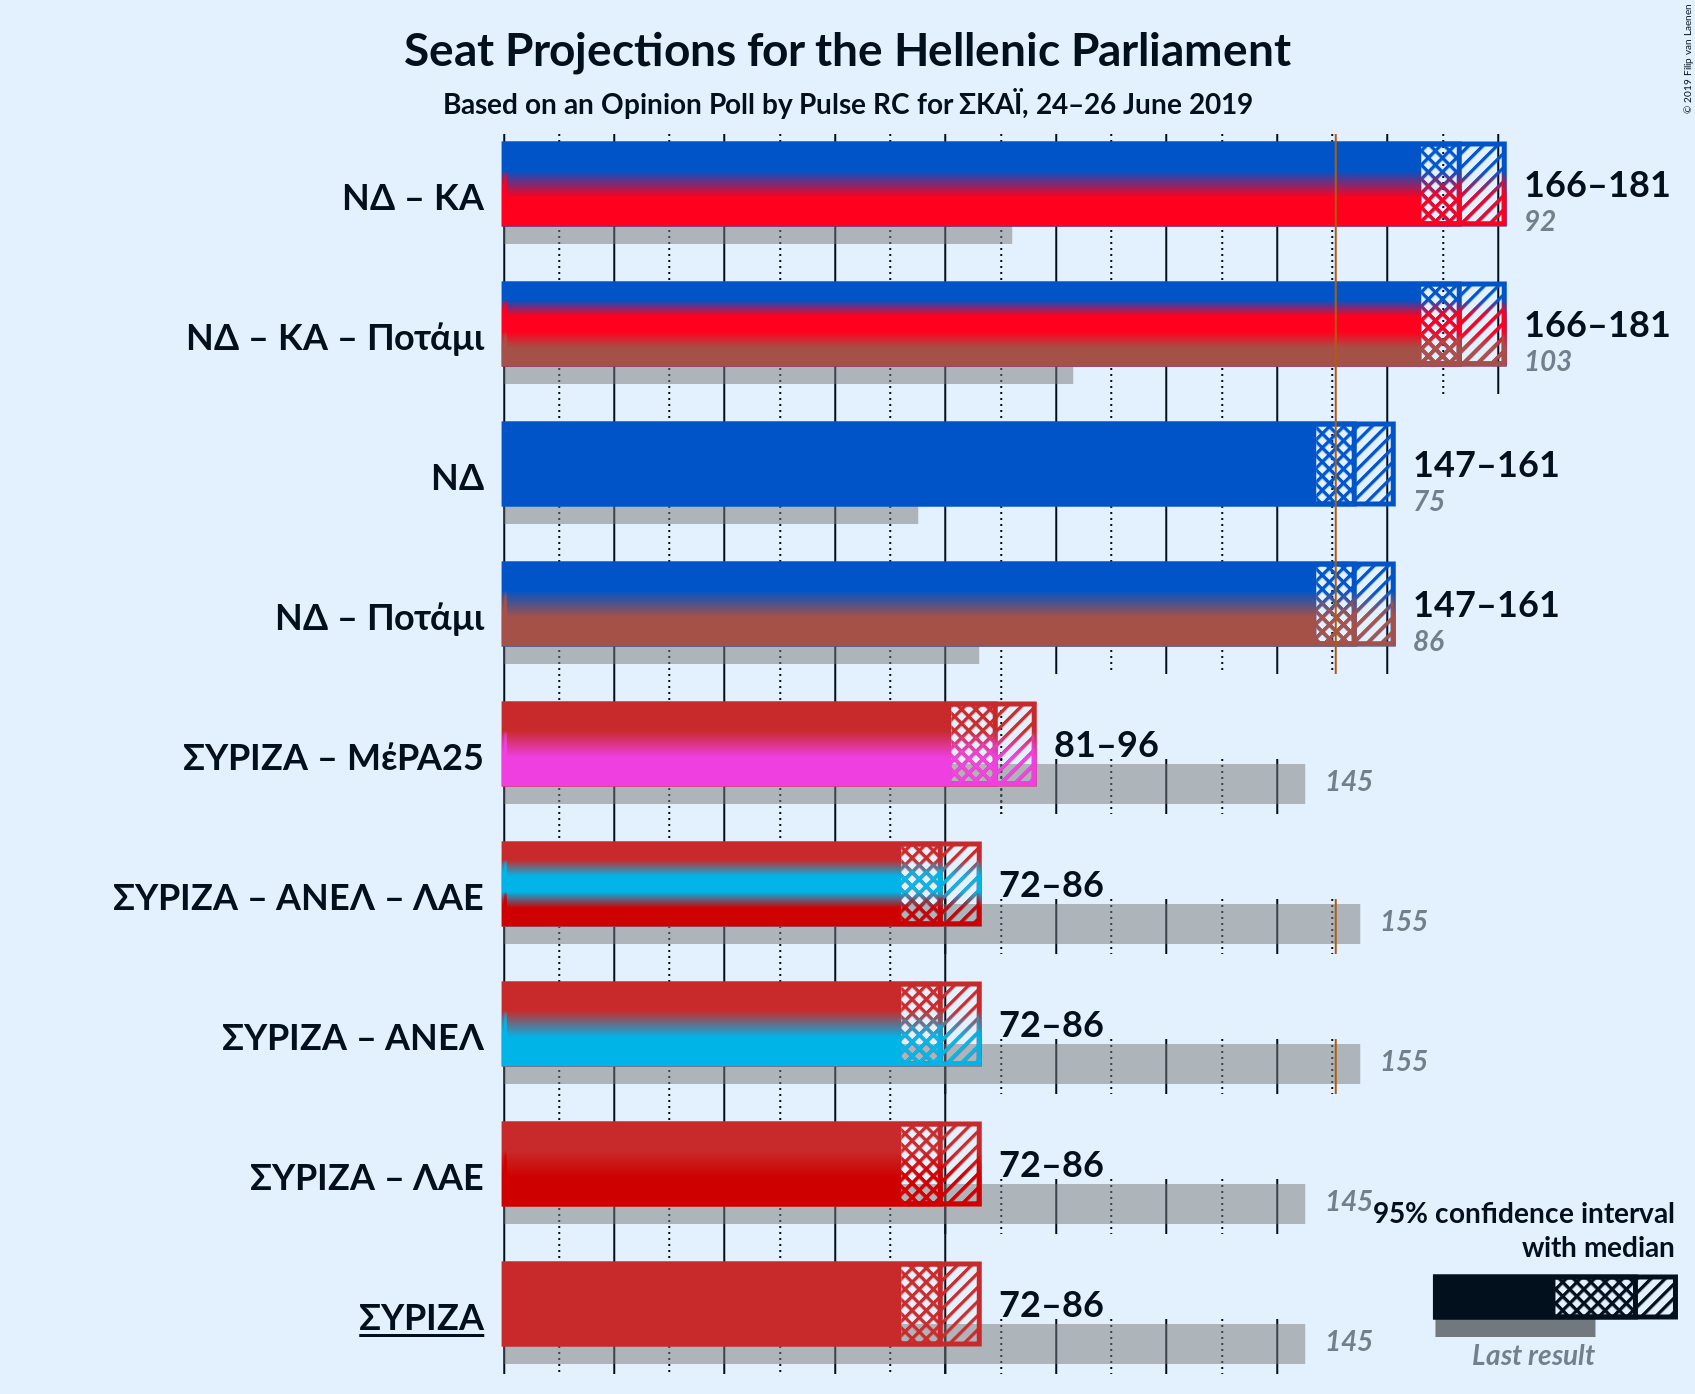 Seat Projections for the Hellenic Parliament
Based on an Opinion Poll by Pulse RC for ΣΚΑΪ, 24–26 June 2019
© 2019 Filip van Laenen
ΝΔ – ΚΑ
166–181
92
ΝΔ – ΚΑ – Ποτάμι
166–181
103
ΝΔ
147–161
75
ΝΔ – Ποτάμι
147–161
86
ΣΥΡΙΖΑ – ΜέΡΑ25
81–96
145
ΣΥΡΙΖΑ – ΑΝΕΛ – ΛΑΕ
72–86
155
ΣΥΡΙΖΑ – ΑΝΕΛ
72–86
155
ΣΥΡΙΖΑ – ΛΑΕ
72–86
145
ΣΥΡΙΖΑ
72–86
145
95% confidence interval
with median
Last result